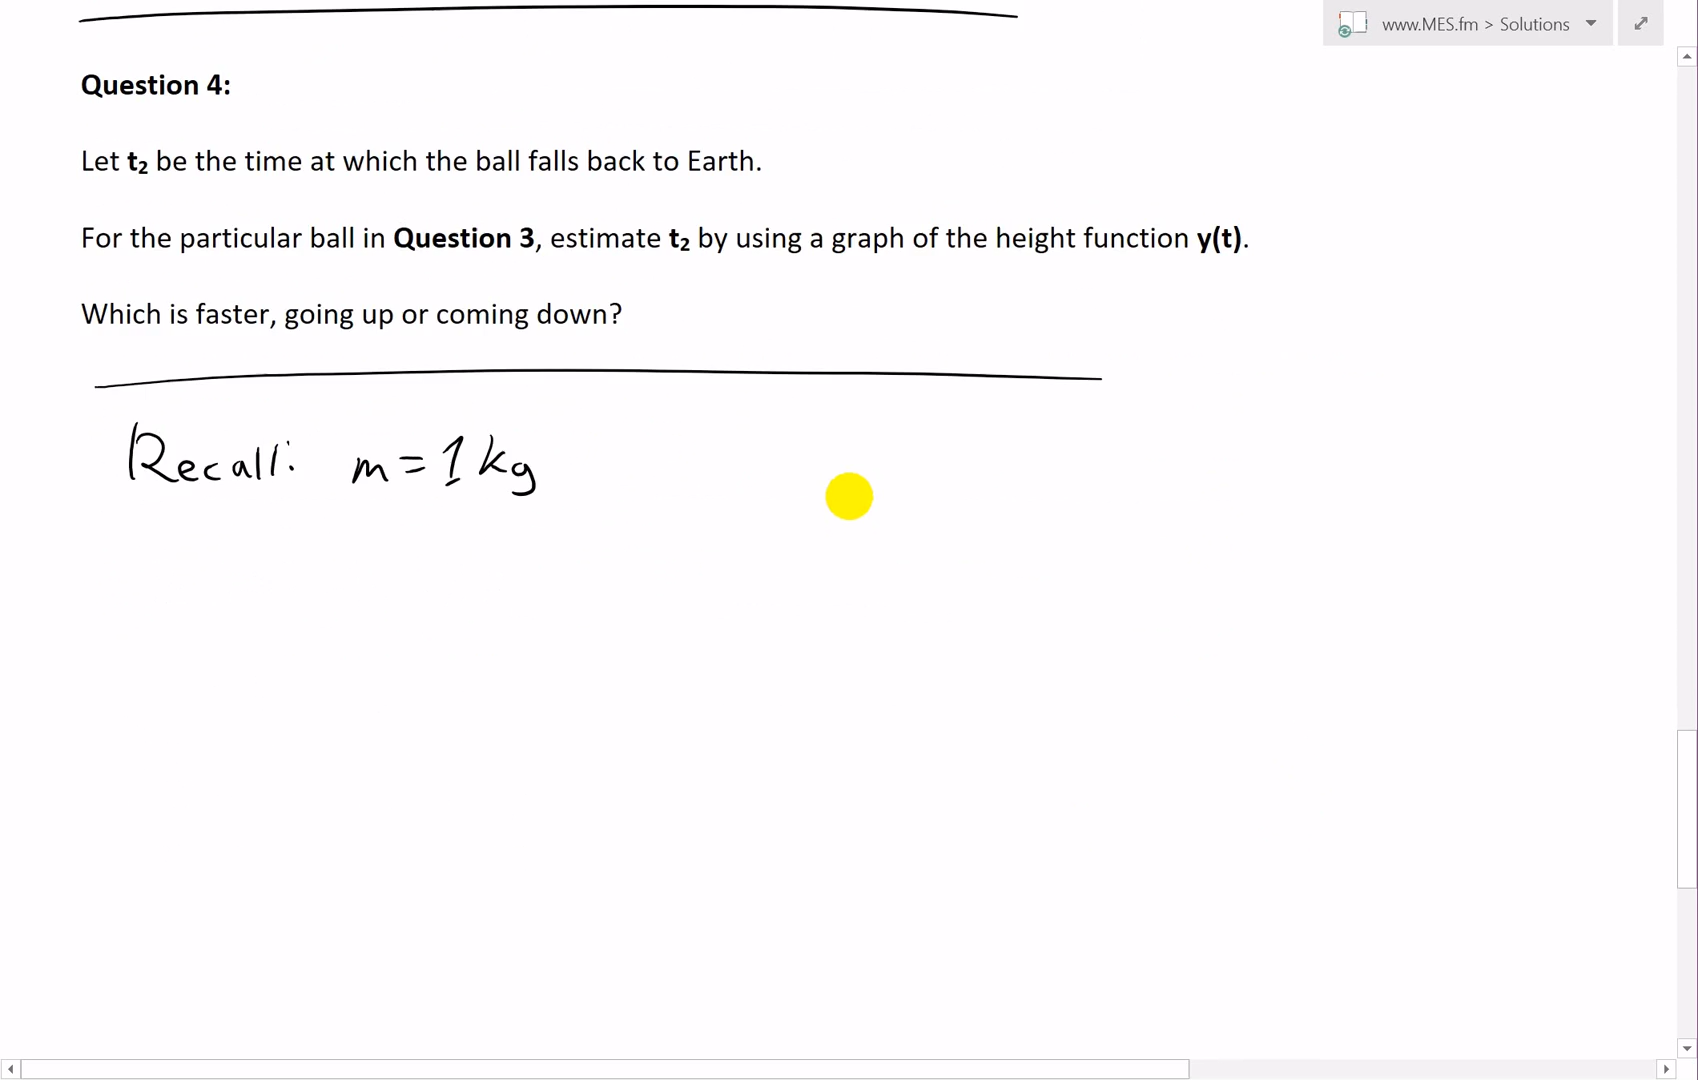 www.MES.fm > Solutions
Question 4:
Let t₂ be the time at which the ball falls back to Earth.
For the particular ball in Question 3, estimate t₂ by using a graph of the height function y(t).
Which is faster, going up or coming down?
Recall: m = 1 kg